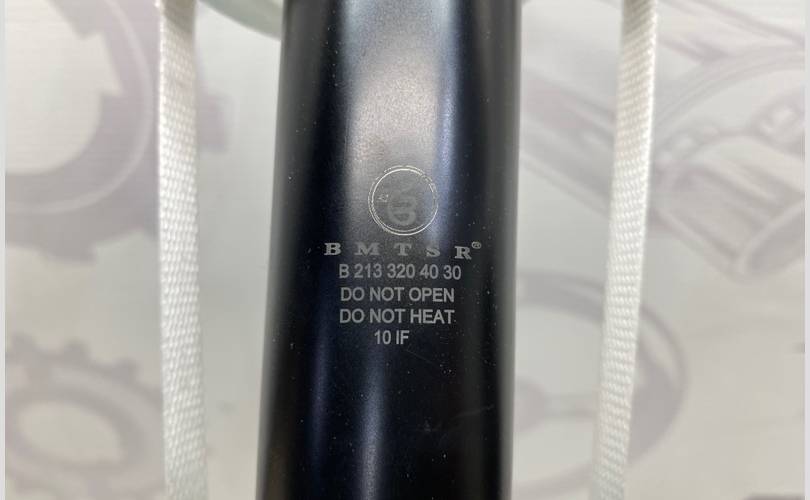 BMTSR®
B 213 320 40 30
DO NOT OPEN
DO NOT HEAT
10 IF